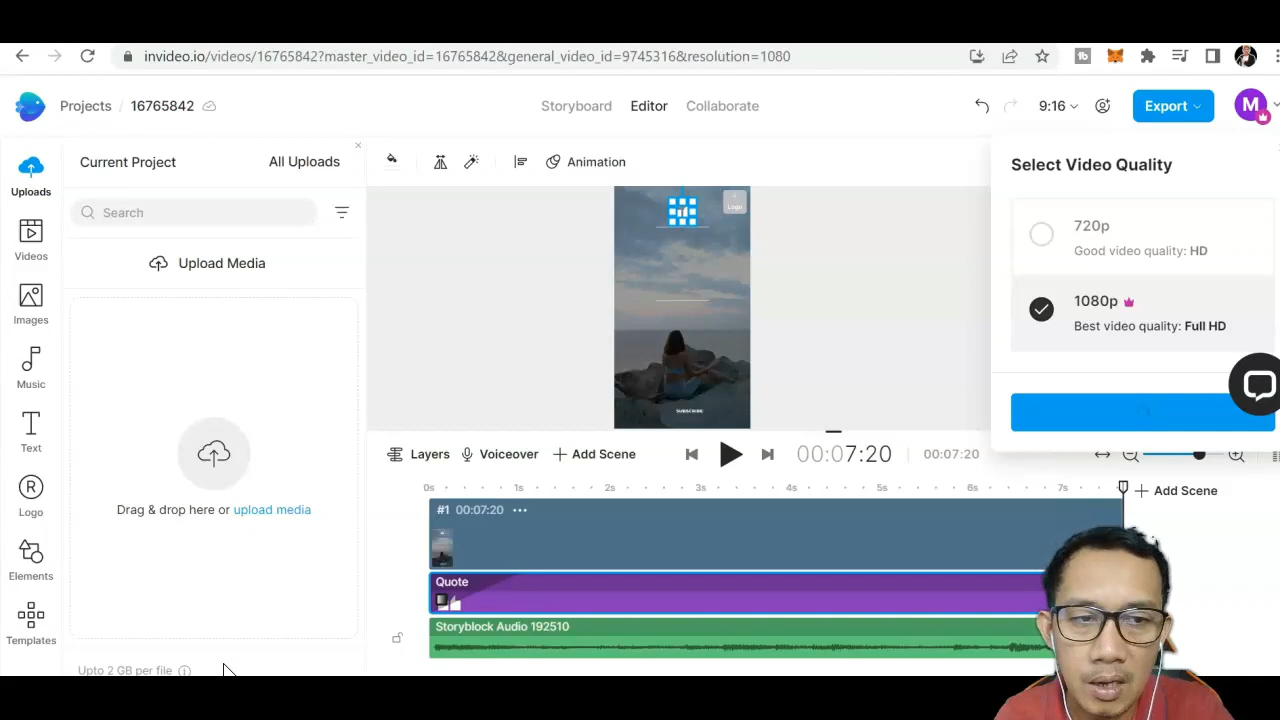 invideo.io/videos/16765842?master_video_id=16765842&general_video_id=9745316&resolution=1080
Projects / 16765842
Storyboard Editor Collaborate
9:16
Export
M
Uploads
Videos
Images
Music
Text
Logo
Elements
Templates
Current Project All Uploads
Search
Upload Media
Drag & drop here or upload media
Upto 2 GB per file
Animation
Logo
SUBSCRIBE
Select Video Quality
720p
Good video quality: HD
1080p
Best video quality: Full HD
Layers Voiceover Add Scene
00:07:20 00:07:20
0s 1s 2s 3s 4s 5s 6s 7s
Add Scene
#1 00:07:20
Quote
Storyblock Audio 192510